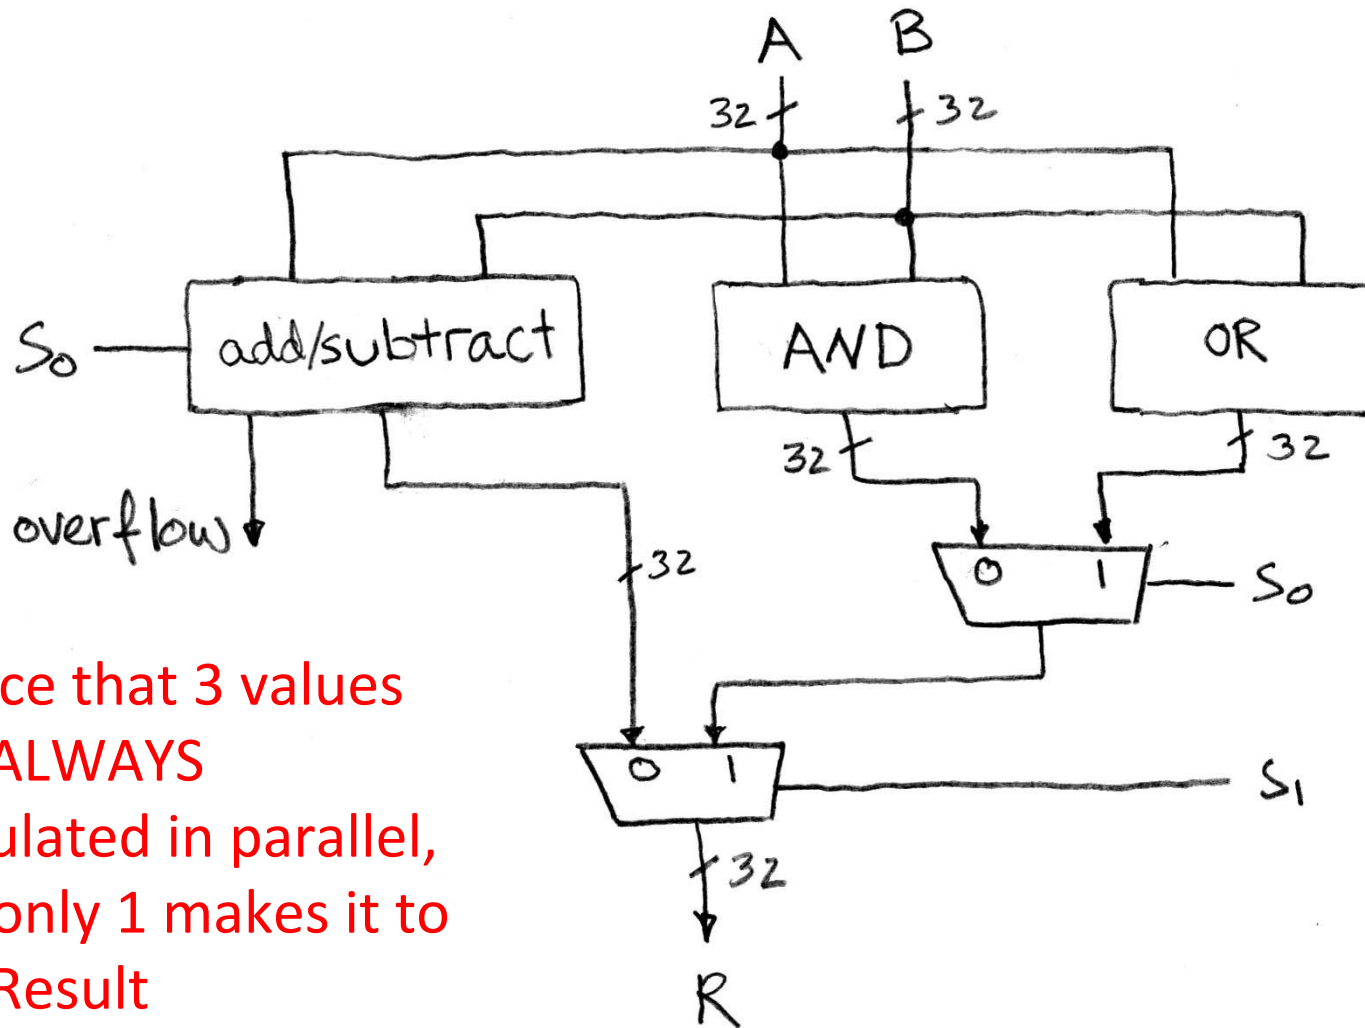 A B
32 32
S₀ add/subtract AND OR
32 32
overflow
32
0 1 S₀
ce that 3 values
ALWAYS
0 1 S₁
ulated in parallel,
32
only 1 makes it to
Result
R